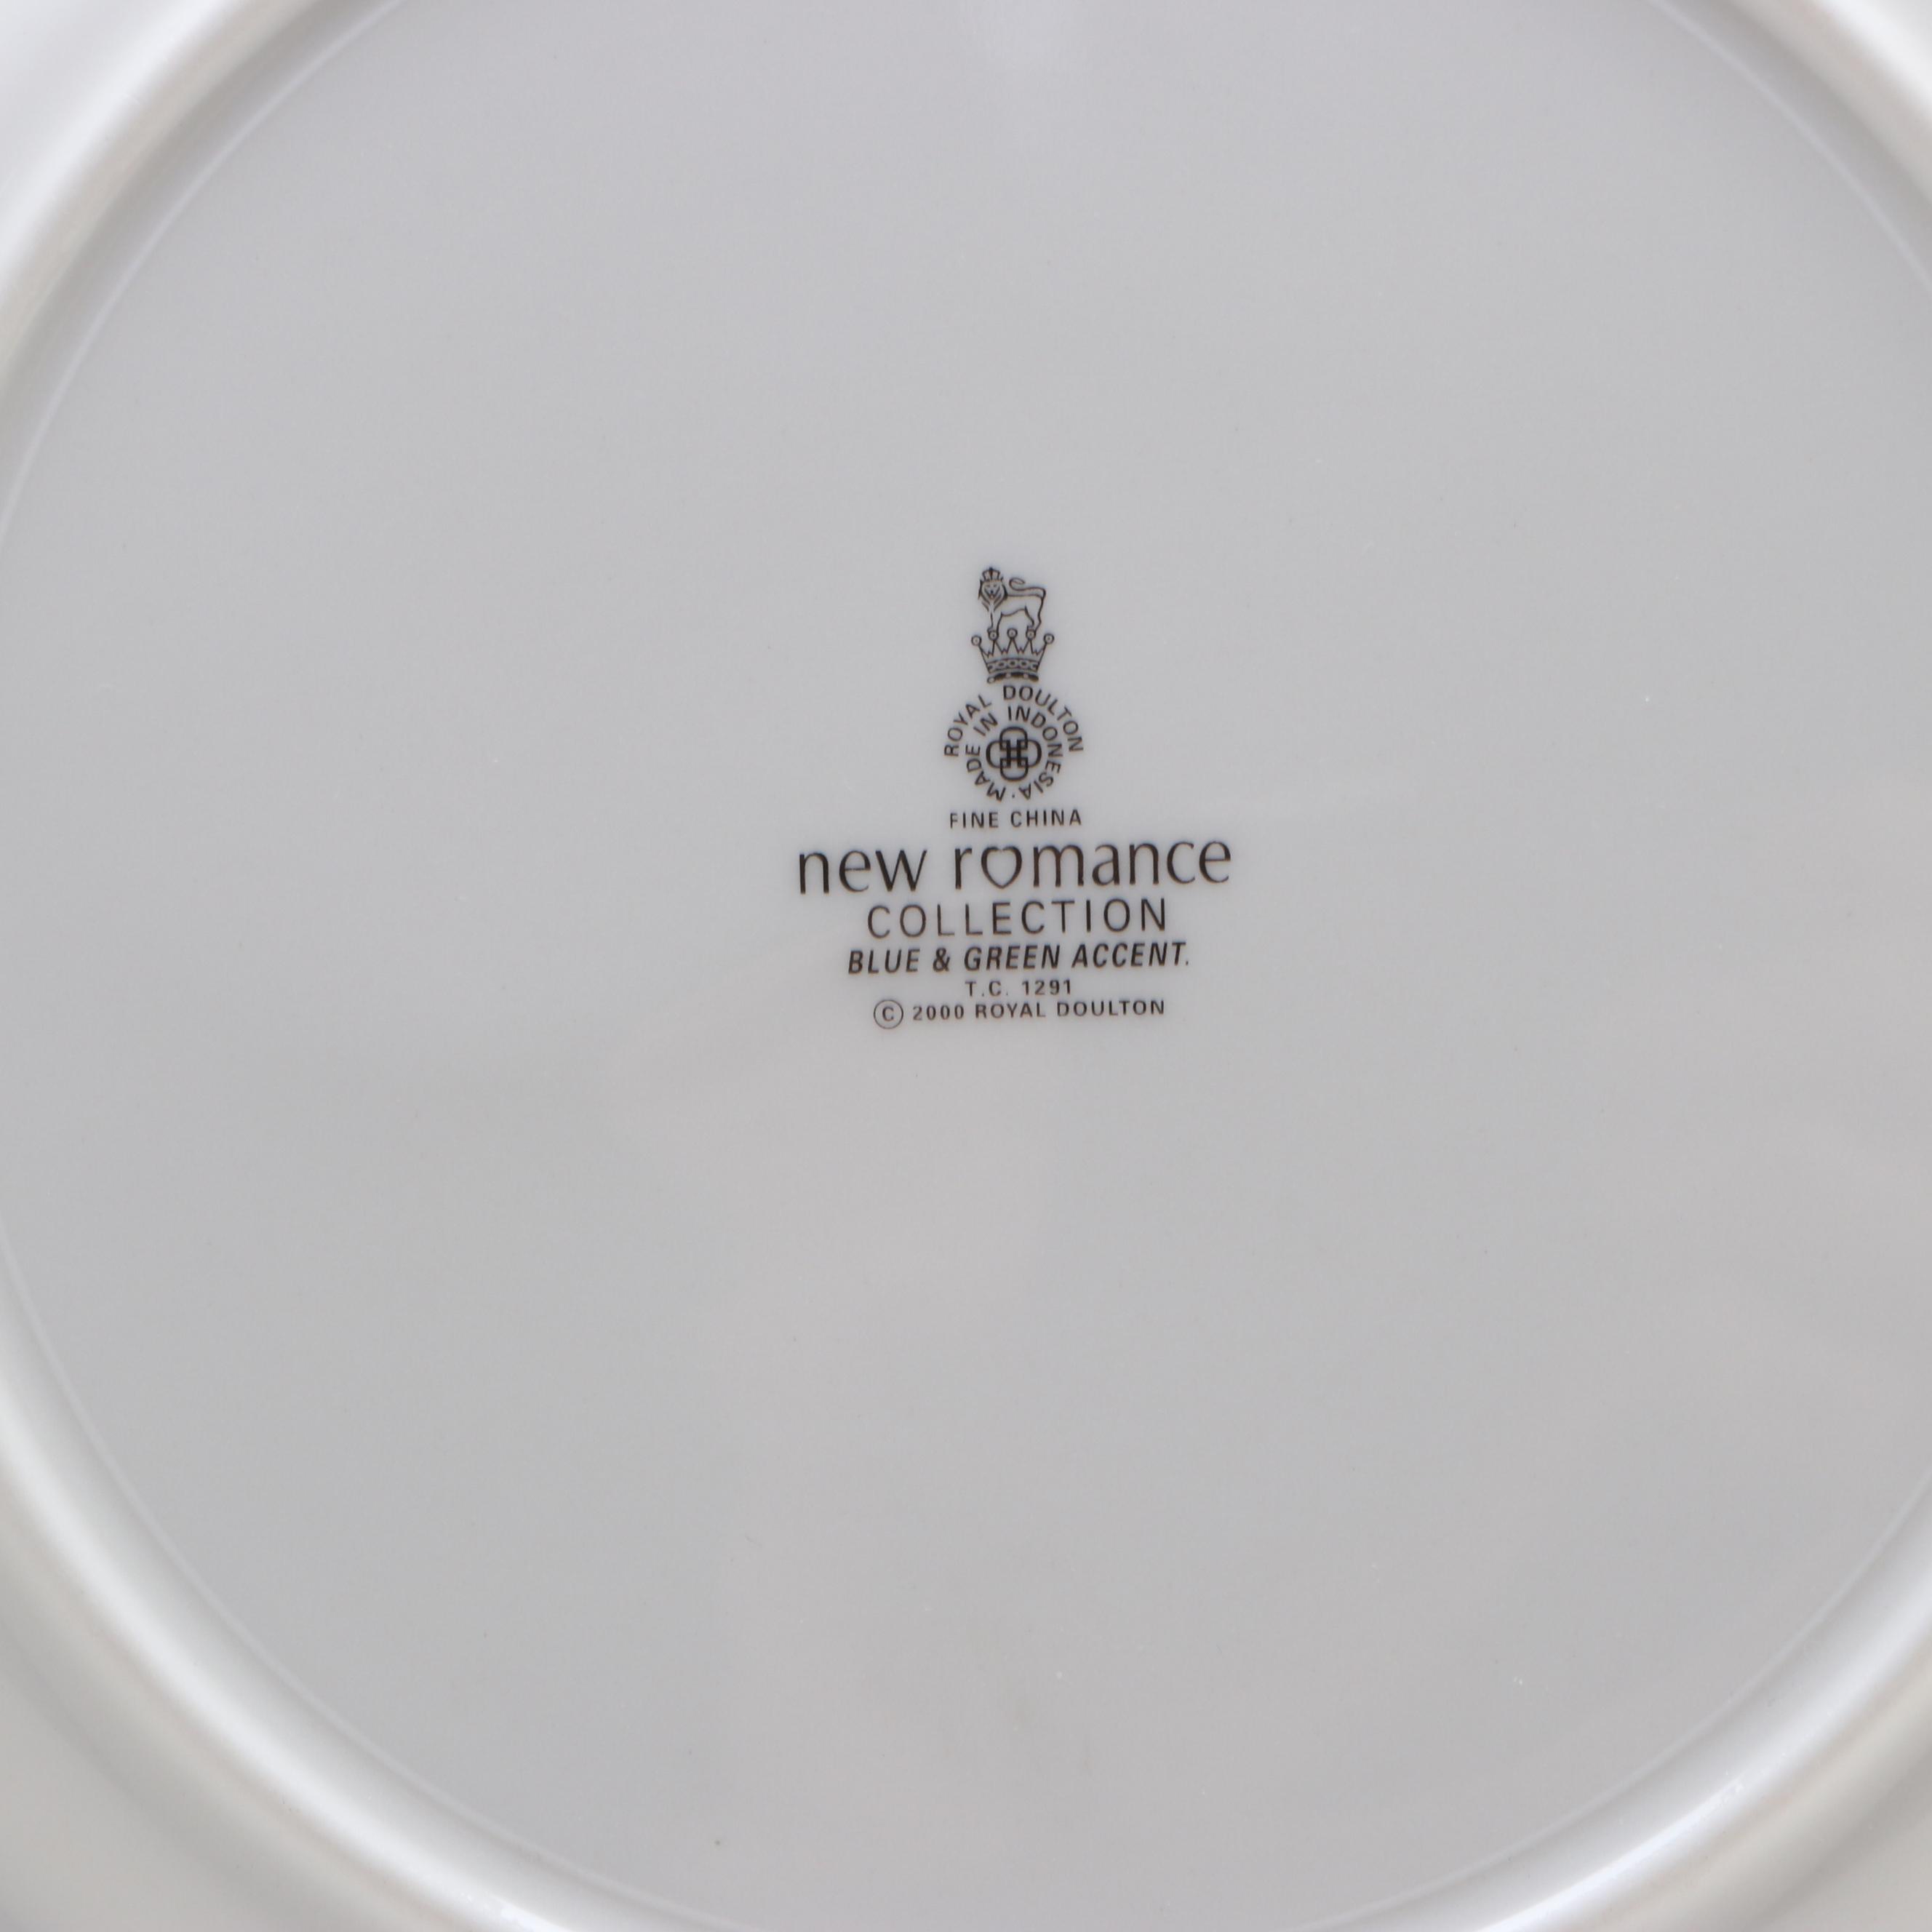 ROYAL DOULTON
MADE IN INDONESIA
FINE CHINA
new romance
COLLECTION
BLUE & GREEN ACCENT.
T.C. 1291
© 2000 ROYAL DOULTON